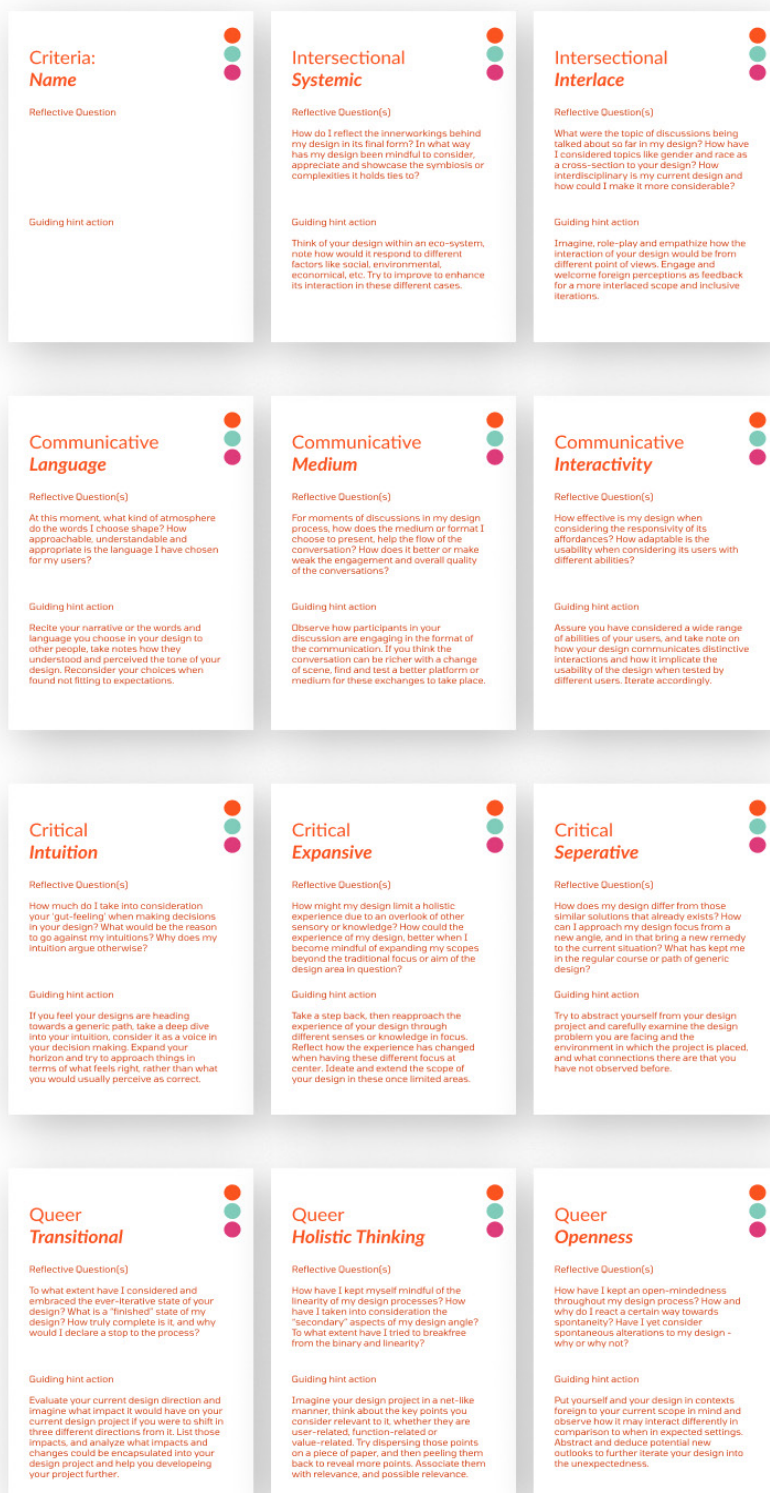 Criteria:
Name
Reflective Question
Guiding hint action
Intersectional
Systemic
Reflective Question(s)
How do I reflect the innerworkings behind
my design in its final form? In what way
has my design been mindful to consider,
appreciate and showcase the symbiosis or
complexities it holds ties to?
Guiding hint action
Think of your design within an eco-system,
note how would it respond to different
factors like social, environmental,
economical, etc. Try to improve to enhance
its interaction in these different cases.
Intersectional
Interlace
Reflective Question(s)
What were the topic of discussions being
talked about so far in my design? How have
I considered topics like gender and race as
a cross-section to your design? How
interdisciplinary is my current design and
how could I make it more considerable?
Guiding hint action
Imagine, role-play and empathize how the
interaction of your design would be from
different point of views. Engage and
welcome foreign perceptions as feedback
for a more interlaced scope and inclusive
iterations.
Communicative
Language
Reflective Question(s)
At this moment, what kind of atmosphere
do the words I choose shape? How
approachable, understandable and
appropriate is the language I have chosen
for my users?
Guiding hint action
Recite your narrative or the words and
language you choose in your design to
other people, take notes how they
understood and perceived the tone of your
design. Reconsider your choices when
found not fitting to expectations.
Communicative
Medium
Reflective Question(s)
For moments of discussions in my design
process, how does the medium or format I
choose to present, help the flow of the
conversation? How does it better or make
weak the engagement and overall quality
of the conversations?
Guiding hint action
Observe how participants in your
discussion are engaging in the format of
the communication. If you think the
conversation can be richer with a change
of scene, find and test a better platform or
medium for these exchanges to take place.
Communicative
Interactivity
Reflective Question(s)
How effective is my design when
considering the responsivity of its
affordances? How adaptable is the
usability when considering its users with
different abilities?
Guiding hint action
Assure you have considered a wide range
of abilities of your users, and take note on
how your design communicates distinctive
interactions and how it implicate the
usability of the design when tested by
different users. Iterate accordingly.
Critical
Intuition
Reflective Question(s)
How much do I take into consideration
your 'gut-feeling' when making decisions
in your design? What would be the reason
to go against my intuitions? Why does my
intuition argue otherwise?
Guiding hint action
If you feel your designs are heading
towards a generic path, take a deep dive
into your intuition, consider it as a voice in
your decision making. Expand your
horizon and try to approach things in
terms of what feels right, rather than what
you would usually perceive as correct.
Critical
Expansive
Reflective Question(s)
How might my design limit a holistic
experience due to an overlook of other
sensory or knowledge? How could the
experience of my design, better when I
become mindful of expanding my scopes
beyond the traditional focus or aim of the
design area in question?
Guiding hint action
Take a step back, then reapproach the
experience of your design through
different senses or knowledge in focus.
Reflect how the experience has changed
when having these different focus at
center. Ideate and extend the scope of
your design in these once limited areas.
Critical
Seperative
Reflective Question(s)
How does my design differ from those
similar solutions that already exists? How
can I approach my design focus from a
new angle, and in that bring a new remedy
to the current situation? What has kept me
in the regular course or path of generic
design?
Guiding hint action
Try to abstract yourself from your design
project and carefully examine the design
problem you are facing and the
environment in which the project is placed,
and what connections there are that you
have not observed before.
Queer
Transitional
Reflective Question(s)
To what extent have I considered and
embraced the ever-iterative state of your
design? What is a "finished" state of my
design? How truly complete is it, and why
would I declare a stop to the process?
Guiding hint action
Evaluate your current design direction and
imagine what impact it would have on your
current design project if you were to shift in
three different directions from it. List those
impacts, and analyze what impacts and
changes could be encapsulated into your
design project and help you developeing
your project further.
Queer
Holistic Thinking
Reflective Question(s)
How have I kept myself mindful of the
linearity of my design processes? How
have I taken into consideration the
"secondary" aspects of my design angle?
To what extent have I tried to breakfree
from the binary and linearity?
Guiding hint action
Imagine your design project in a net-like
manner, think about the key points you
consider relevant to it, whether they are
user-related, function-related or
value-related. Try dispersing those points
on a piece of paper, and then peeling them
back to reveal more points. Associate them
with relevance, and possible relevance.
Queer
Openness
Reflective Question(s)
How have I kept an open-mindedness
throughout my design process? How and
why do I react a certain way towards
spontaneity? Have I yet consider
spontaneous alterations to my design -
why or why not?
Guiding hint action
Put yourself and your design in contexts
foreign to your current scope in mind and
observe how it may interact differently in
comparison to when in expected settings.
Abstract and deduce potential new
outlooks to further iterate your design into
the unexpectedness.